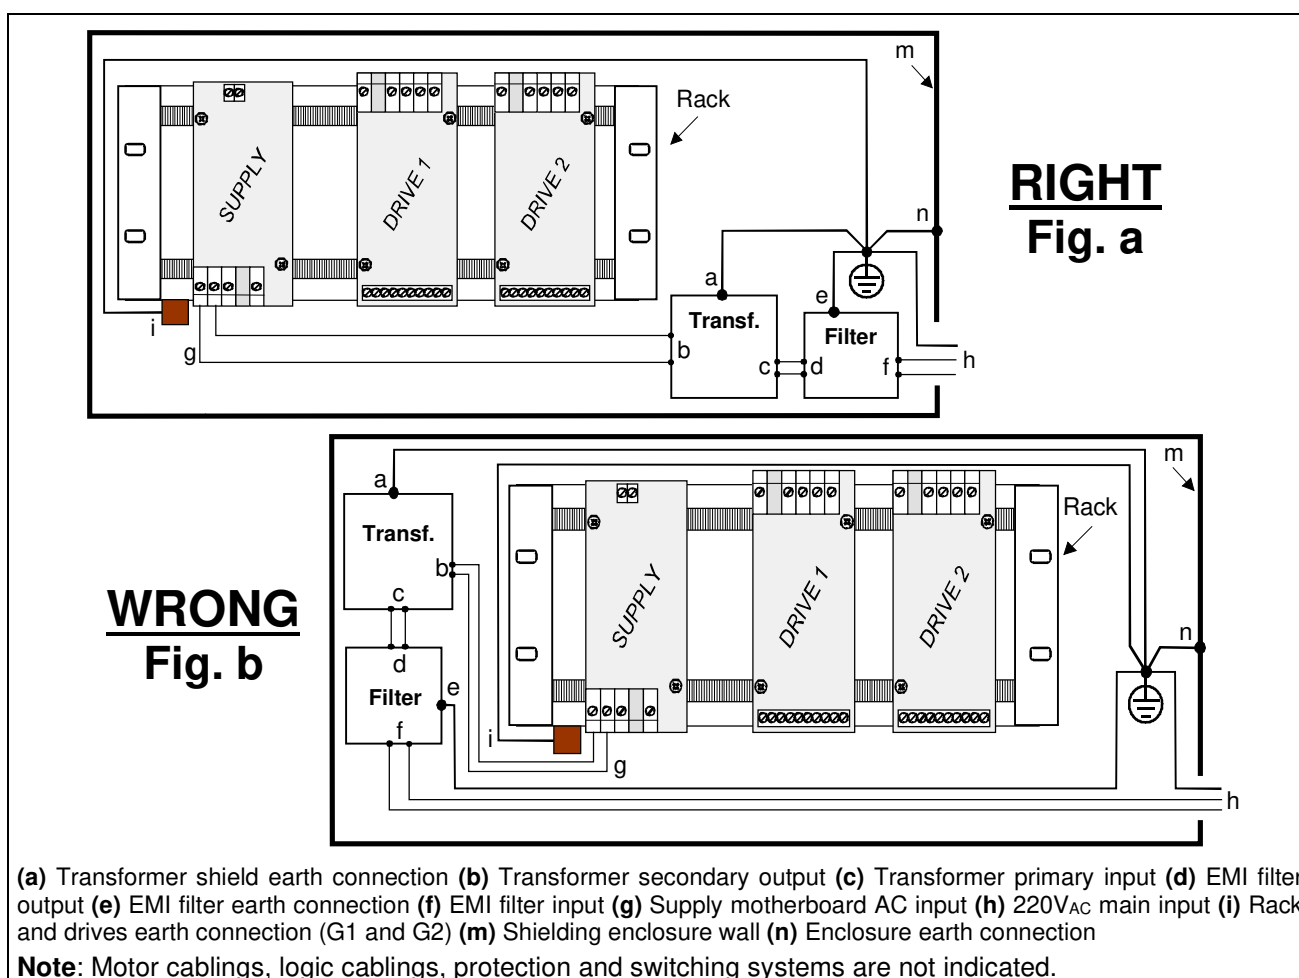 m
Rack
SUPPLY
DRIVE 1
DRIVE 2
RIGHT
Fig. a
n
a
e
Transf.
Filter
i
g
b
c
d
f
h
a
m
Transf.
Rack
b
SUPPLY
DRIVE 1
DRIVE 2
c
WRONG
Fig. b
n
d
Filter
e
f
i
g
h
(a) Transformer shield earth connection (b) Transformer secondary output (c) Transformer primary input (d) EMI filter
output (e) EMI filter earth connection (f) EMI filter input (g) Supply motherboard AC input (h) 220VAC main input (i) Rack
and drives earth connection (G1 and G2) (m) Shielding enclosure wall (n) Enclosure earth connection
Note: Motor cablings, logic cablings, protection and switching systems are not indicated.